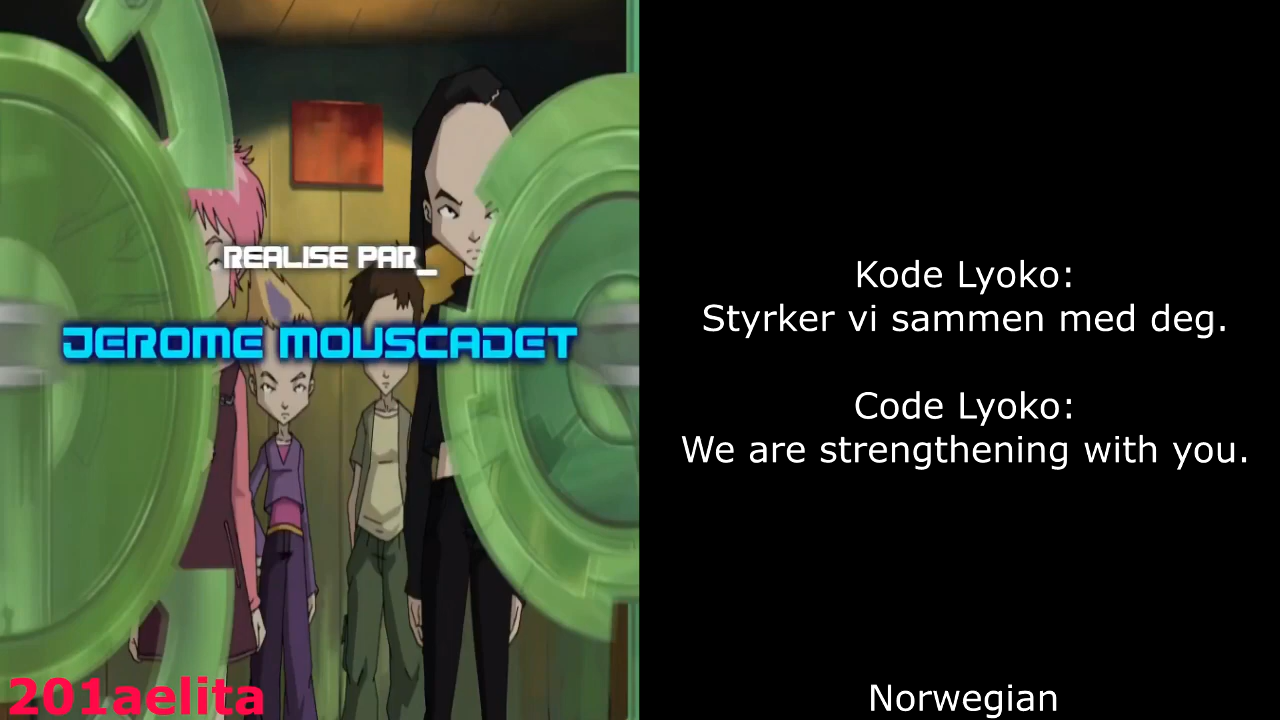 REALISE PAR_
JEROME MOUSCADET
201aelita
Kode Lyoko:
Styrker vi sammen med deg.
Code Lyoko:
We are strengthening with you.
Norwegian